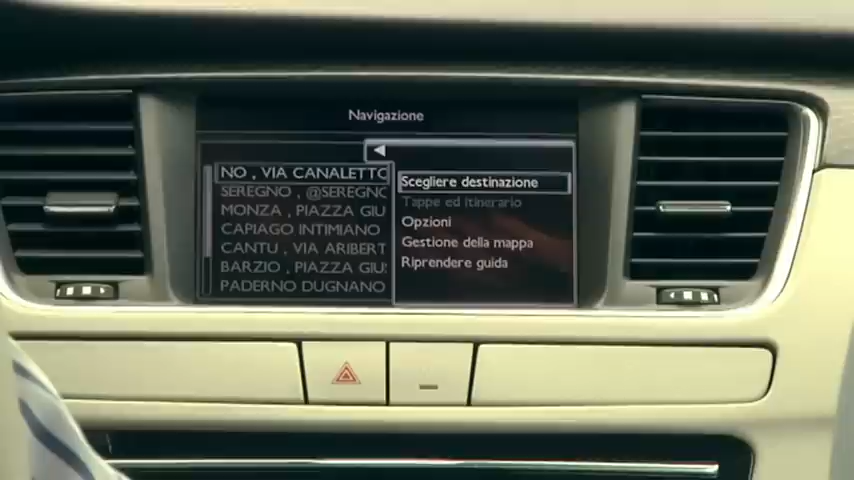 Navigazione
NO , VIA CANALETTO
SEREGNO , @SEREGNO
MONZA , PIAZZA GIU
CAPIAGO INTIMIANO
CANTU , VIA ARIBERT
BARZIO , PIAZZA GIU
PADERNO DUGNANO
Scegliere destinazione
Tappe ed itinerario
Opzioni
Gestione della mappa
Riprendere guida